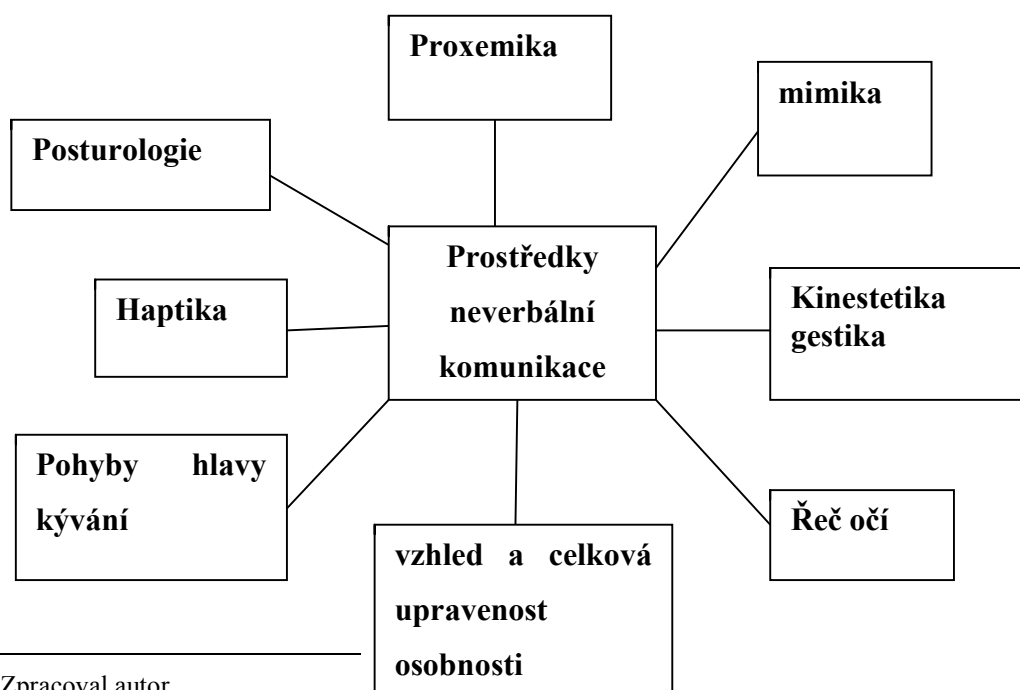 Proxemika
mimika
Posturologie
Prostředky
neverbální
komunikace
Haptika
Kinestetika
gestika
Pohyby hlavy
kývání
Řeč očí
vzhled a celková
upravenost
osobnosti
Zpracoval autor